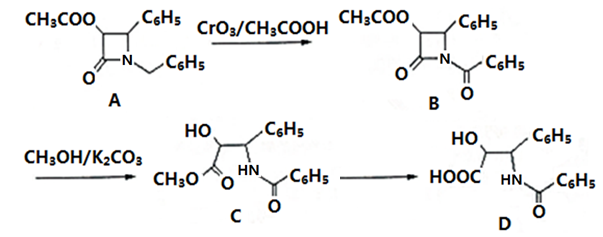 CH₃COO C₆H₅
O N C₆H₅
A
CrO₃/CH₃COOH
CH₃COO C₆H₅
O N C₆H₅
O
B
CH₃OH/K₂CO₃
HO C₆H₅
CH₃O O HN C₆H₅
O
C
HO C₆H₅
HOOC HN C₆H₅
O
D